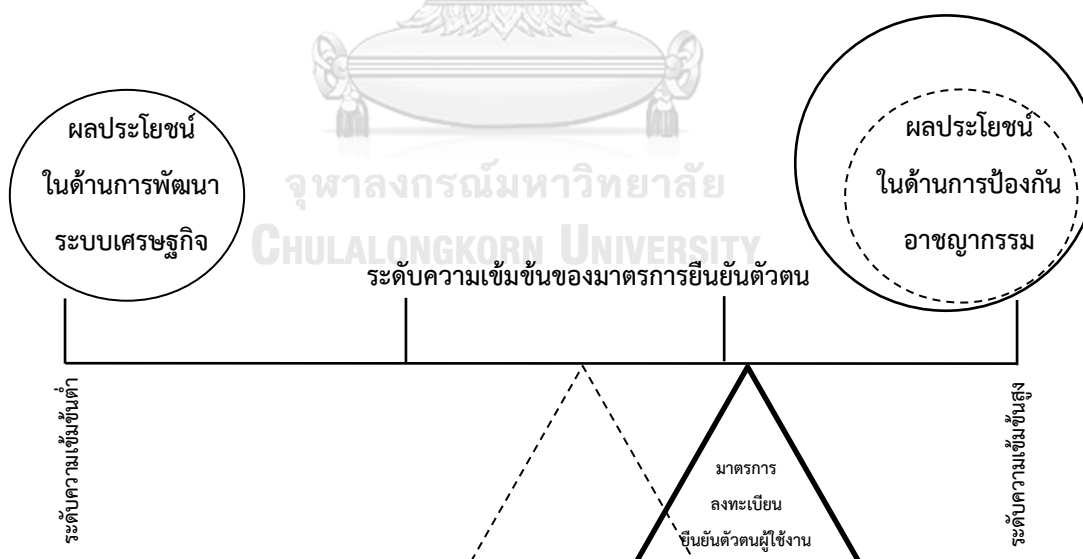 ผลประโยชน์
ในด้านการพัฒนา
ระบบเศรษฐกิจ
ผลประโยชน์
ในด้านการป้องกัน
อาชญากรรม
จุฬาลงกรณ์มหาวิทยาลัย
CHULALONGKORN UNIVERSITY
ระดับความเข้มข้นของมาตรการยืนยันตัวตน
ระดับความเข้มข้นต่ำ
ระดับความเข้มข้นสูง
มาตรการ
ลงทะเบียน
ยืนยันตัวตนผู้ใช้งาน